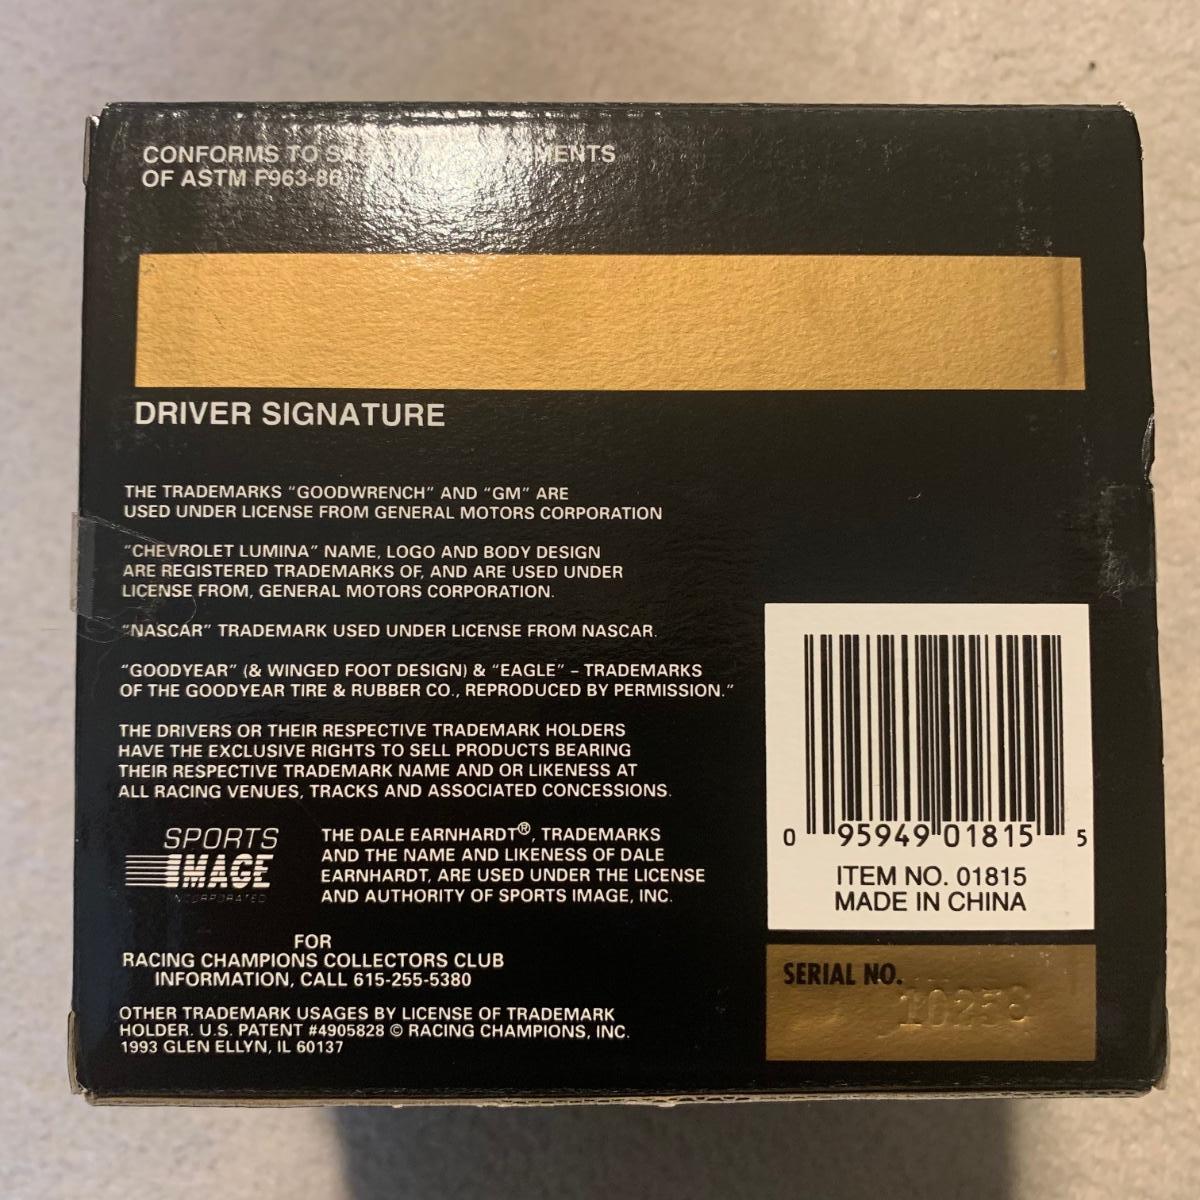 CONFORMS TO
OF ASTM F963-86
DRIVER SIGNATURE
THE TRADEMARKS "GOODWRENCH" AND "GM" ARE
USED UNDER LICENSE FROM GENERAL MOTORS CORPORATION
"CHEVROLET LUMINA" NAME, LOGO AND BODY DESIGN
ARE REGISTERED TRADEMARKS OF, AND ARE USED UNDER
LICENSE FROM, GENERAL MOTORS CORPORATION.
"NASCAR" TRADEMARK USED UNDER LICENSE FROM NASCAR.
"GOODYEAR" (& WINGED FOOT DESIGN) & "EAGLE" – TRADEMARKS
OF THE GOODYEAR TIRE & RUBBER CO., REPRODUCED BY PERMISSION."
THE DRIVERS OR THEIR RESPECTIVE TRADEMARK HOLDERS
HAVE THE EXCLUSIVE RIGHTS TO SELL PRODUCTS BEARING
THEIR RESPECTIVE TRADEMARK NAME AND OR LIKENESS AT
ALL RACING VENUES, TRACKS AND ASSOCIATED CONCESSIONS.
SPORTS
IMAGE
INCORPORATED
THE DALE EARNHARDT®, TRADEMARKS
AND THE NAME AND LIKENESS OF DALE
EARNHARDT, ARE USED UNDER THE LICENSE
AND AUTHORITY OF SPORTS IMAGE, INC.
FOR
RACING CHAMPIONS COLLECTORS CLUB
INFORMATION, CALL 615-255-5380
OTHER TRADEMARK USAGES BY LICENSE OF TRADEMARK
HOLDER. U.S. PATENT #4905828 © RACING CHAMPIONS, INC.
1993 GLEN ELLYN, IL 60137
0 95949 01815 5
ITEM NO. 01815
MADE IN CHINA
SERIAL NO.